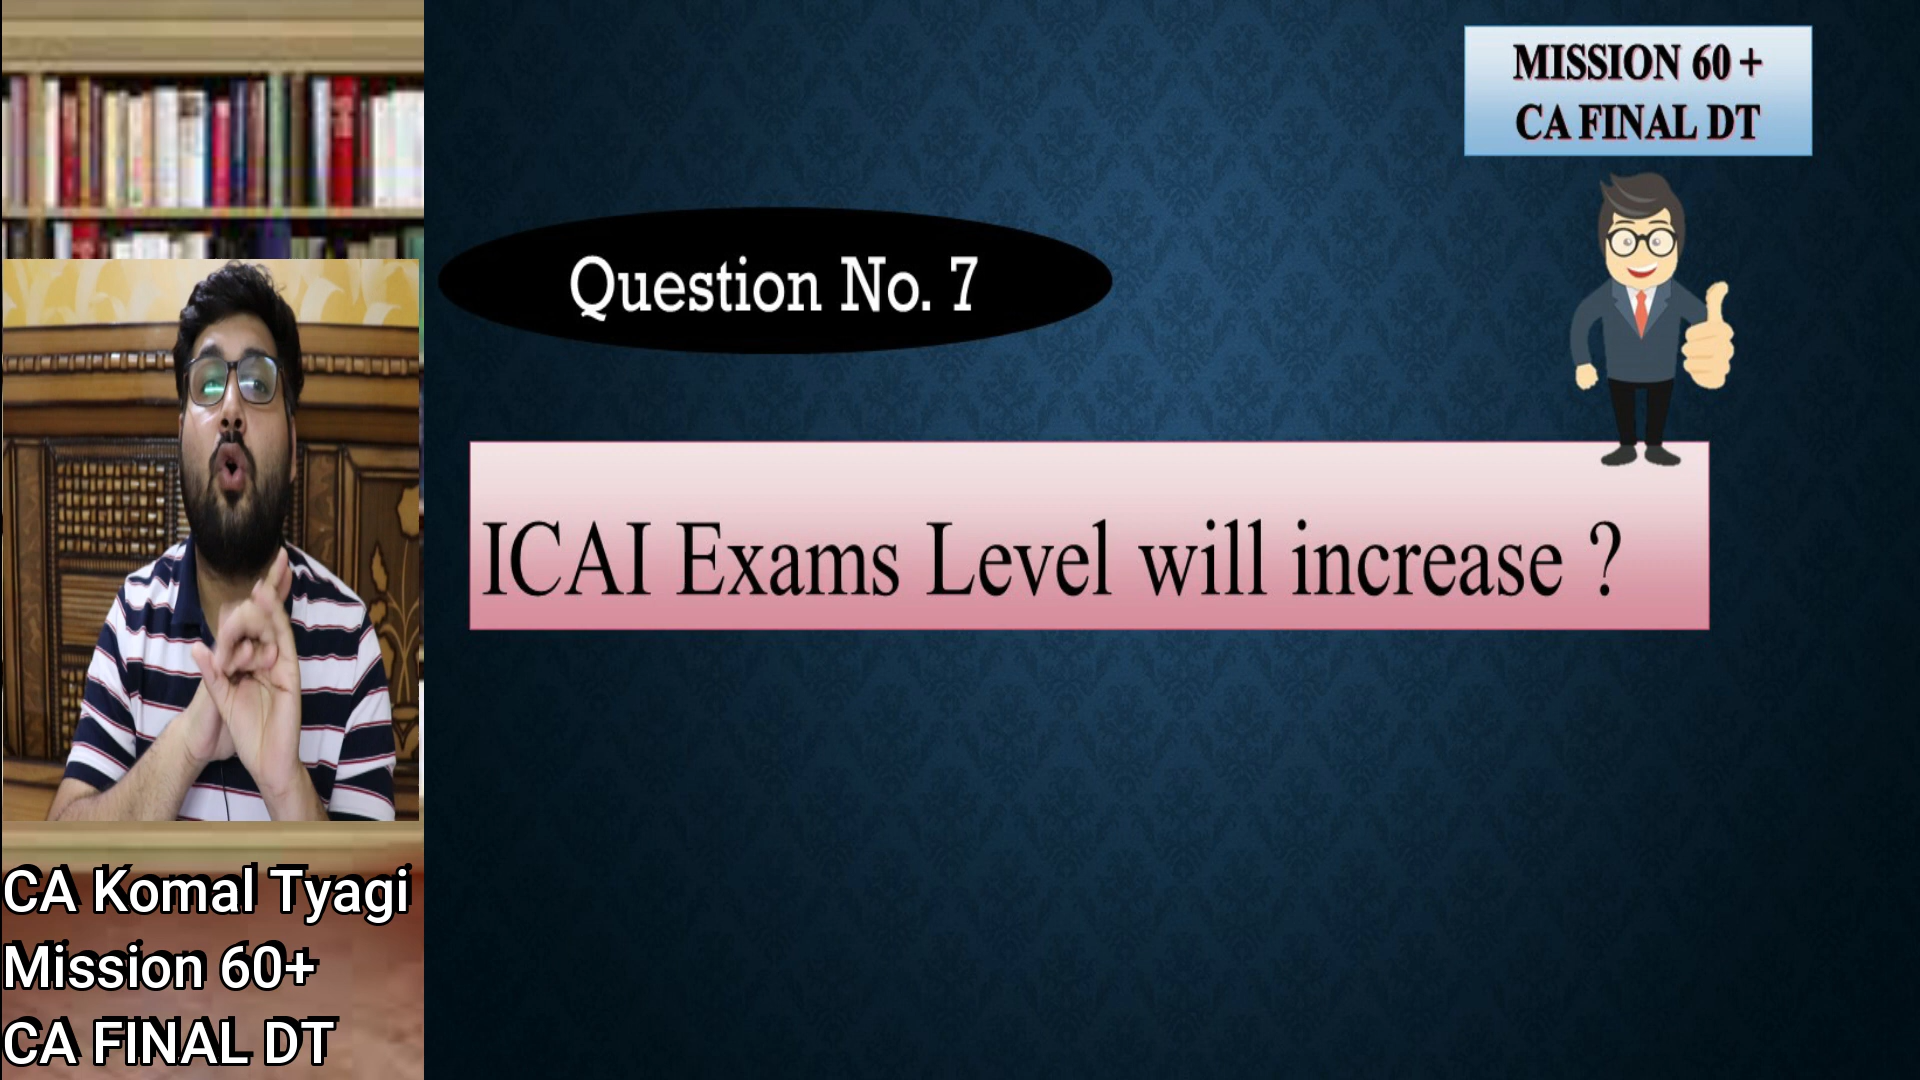 MISSION 60 +
CA FINAL DT
Question No. 7
ICAI Exams Level will increase ?
CA Komal Tyagi
Mission 60+
CA FINAL DT